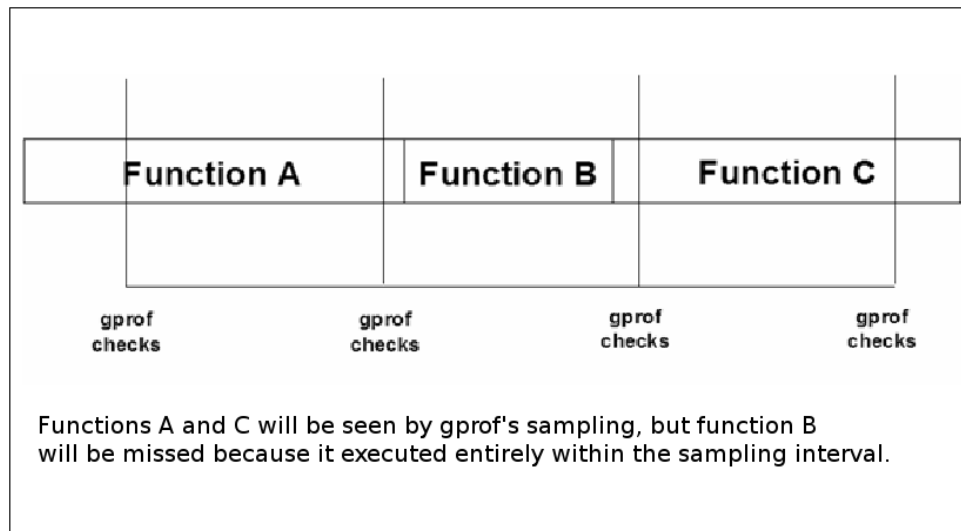 Function A Function B Function C
gprof gprof gprof gprof
checks checks checks checks
Functions A and C will be seen by gprof's sampling, but function B
will be missed because it executed entirely within the sampling interval.